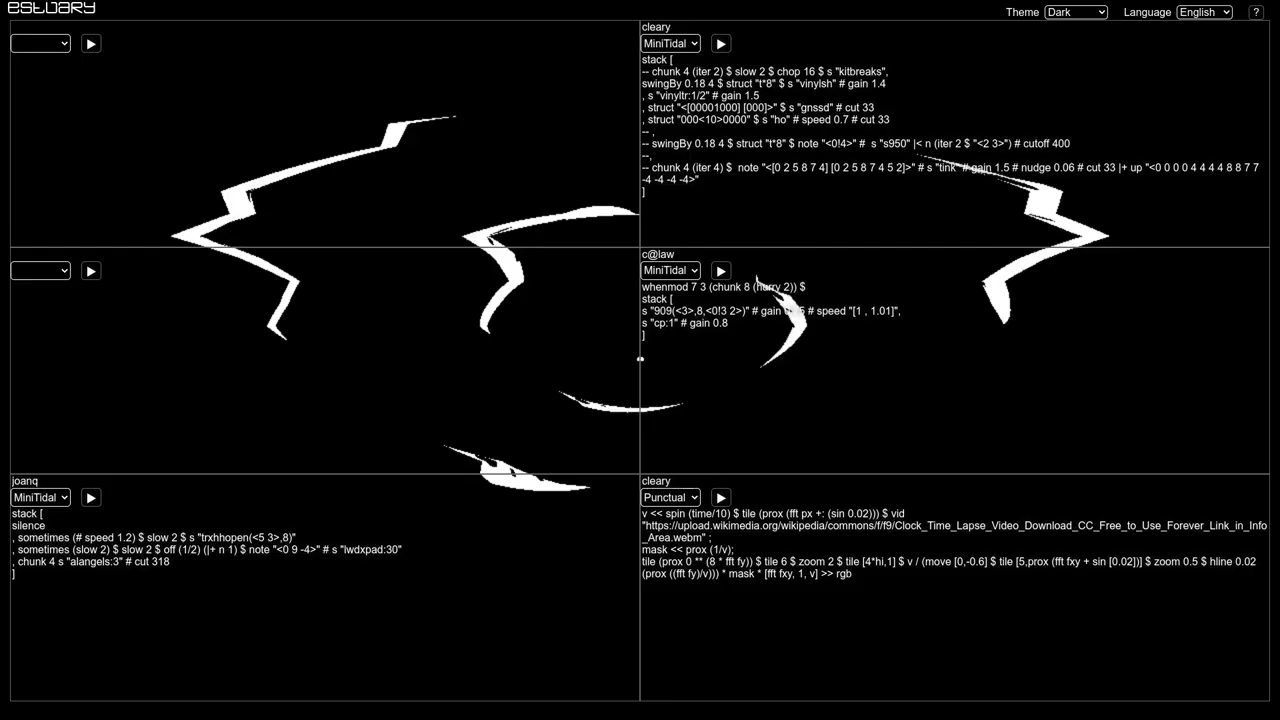 estuary
Theme Dark Language English ?
cleary
MiniTidal
stack [
-- chunk 4 (iter 2) $ slow 2 $ chop 16 $ s "kitbreaks",
swingBy 0.18 4 $ struct "t*8" $ s "vinylsh" # gain 1.4
, s "vinyltr:1/2" # gain 1.5
, struct "<[00001000] [000]>" $ s "gnssd" # cut 33
, struct "000<10>0000" $ s "ho" # speed 0.7 # cut 33
-- ,
-- swingBy 0.18 4 $ struct "t*8" $ note "<0!4>" # s "s950" |< n (iter 2 $ "<2 3>") # cutoff 400
--,
-- chunk 4 (iter 4) $ note "<[0 2 5 8 7 4] [0 2 5 8 7 4 5 2]>" # s "tink" # gain 1.5 # nudge 0.06 # cut 33 |+ up "<0 0 0 0 4 4 4 4 8 8 7 7
-4 -4 -4 -4>"
]
c@law
MiniTidal
whenmod 7 3 (chunk 8 (hurry 2)) $
stack [
s "909(<3>,8,<0!3 2>)" # gain # speed "[1 , 1.01]",
s "cp:1" # gain 0.8
]
joanq
MiniTidal
stack [
silence
, sometimes (# speed 1.2) $ slow 2 $ s "trxhhopen(<5 3>,8)"
, sometimes (slow 2) $ slow 2 $ off (1/2) (|+ n 1) $ note "<0 9 -4>" # s "lwdxpad:30"
, chunk 4 s "alangels:3" # cut 318
]
cleary
Punctual
v << spin (time/10) $ tile (prox (fft px +: (sin 0.02))) $ vid
"https://upload.wikimedia.org/wikipedia/commons/f/f9/Clock_Time_Lapse_Video_Download_CC_Free_to_Use_Forever_Link_in_Info
_Area.webm" ;
mask << prox (1/v);
tile (prox 0 ** (8 * fft fy)) $ tile 6 $ zoom 2 $ tile [4*hi,1] $ v / (move [0,-0.6] $ tile [5,prox (fft fxy + sin [0.02])] $ zoom 0.5 $ hline 0.02
(prox ((fft fy)/v))) * mask * [fft fxy, 1, v] >> rgb